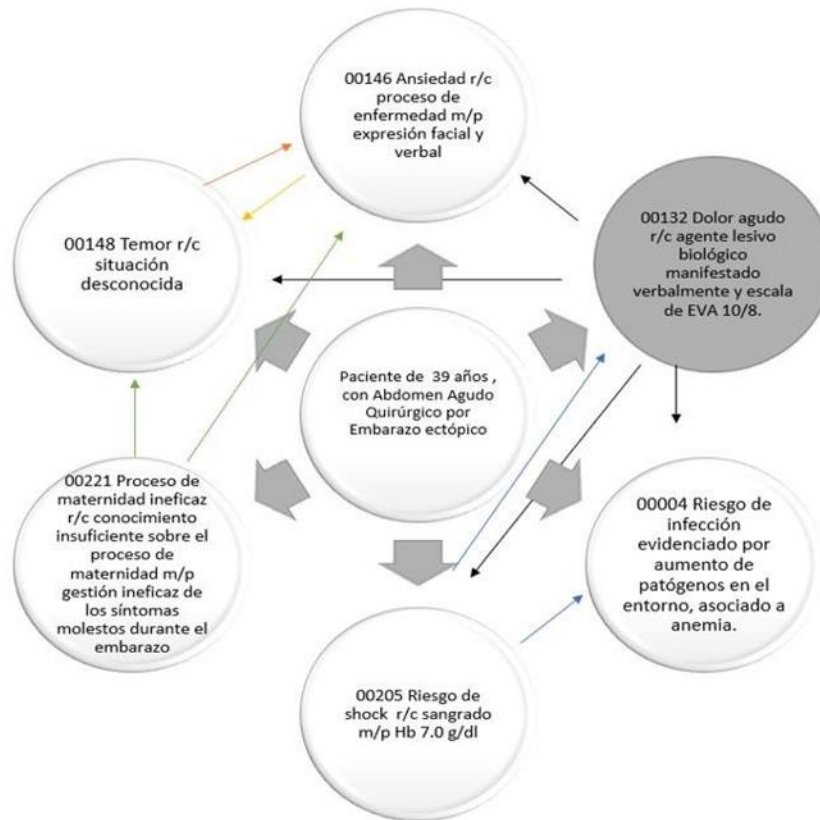 00146 Ansiedad r/c
proceso de
enfermedad m/p
expresión facial y
verbal
00148 Temor r/c
situación
desconocida
00132 Dolor agudo
r/c agente lesivo
biológico
manifestado
verbalmente y escala
de EVA 10/8.
Paciente de 39 años ,
con Abdomen Agudo
Quirúrgico por
Embarazo ectópico
00221 Proceso de
maternidad ineficaz
r/c conocimiento
insuficiente sobre el
proceso de
maternidad m/p
gestión ineficaz de
los síntomas
molestos durante el
embarazo
00004 Riesgo de
infección
evidenciado por
aumento de
patógenos en el
entorno, asociado a
anemia.
00205 Riesgo de
shock r/c sangrado
m/p Hb 7.0 g/dl